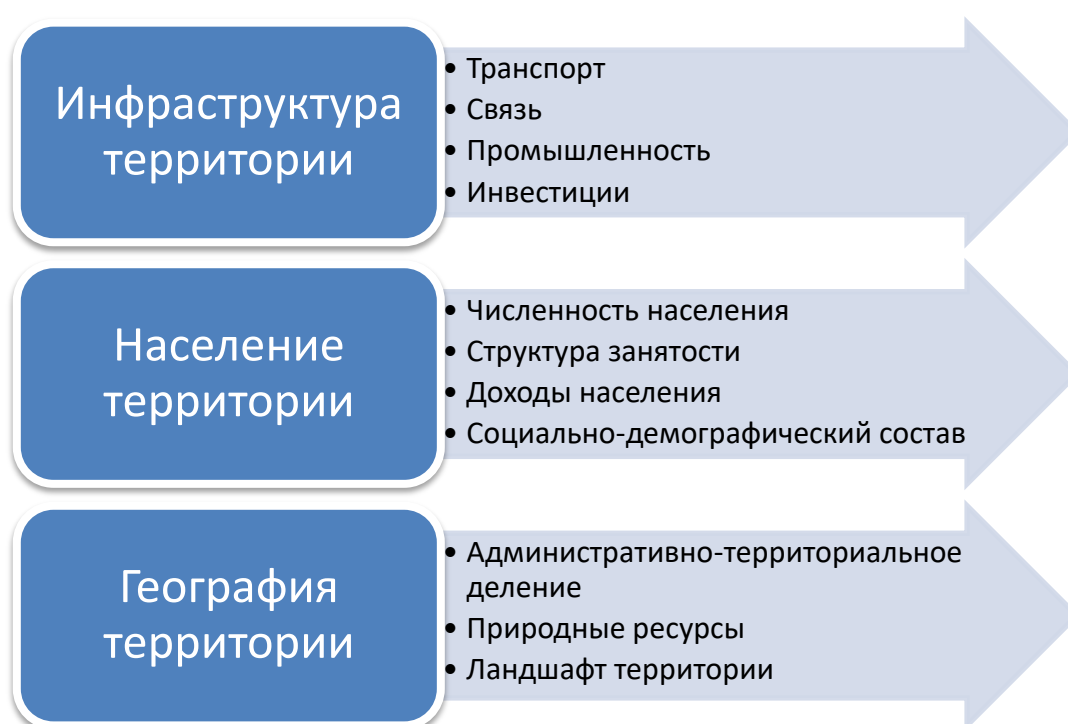 Инфраструктура
территории
• Транспорт
• Связь
• Промышленность
• Инвестиции
Население
территории
• Численность населения
• Структура занятости
• Доходы населения
• Социально-демографический состав
География
территории
• Административно-территориальное
деление
• Природные ресурсы
• Ландшафт территории